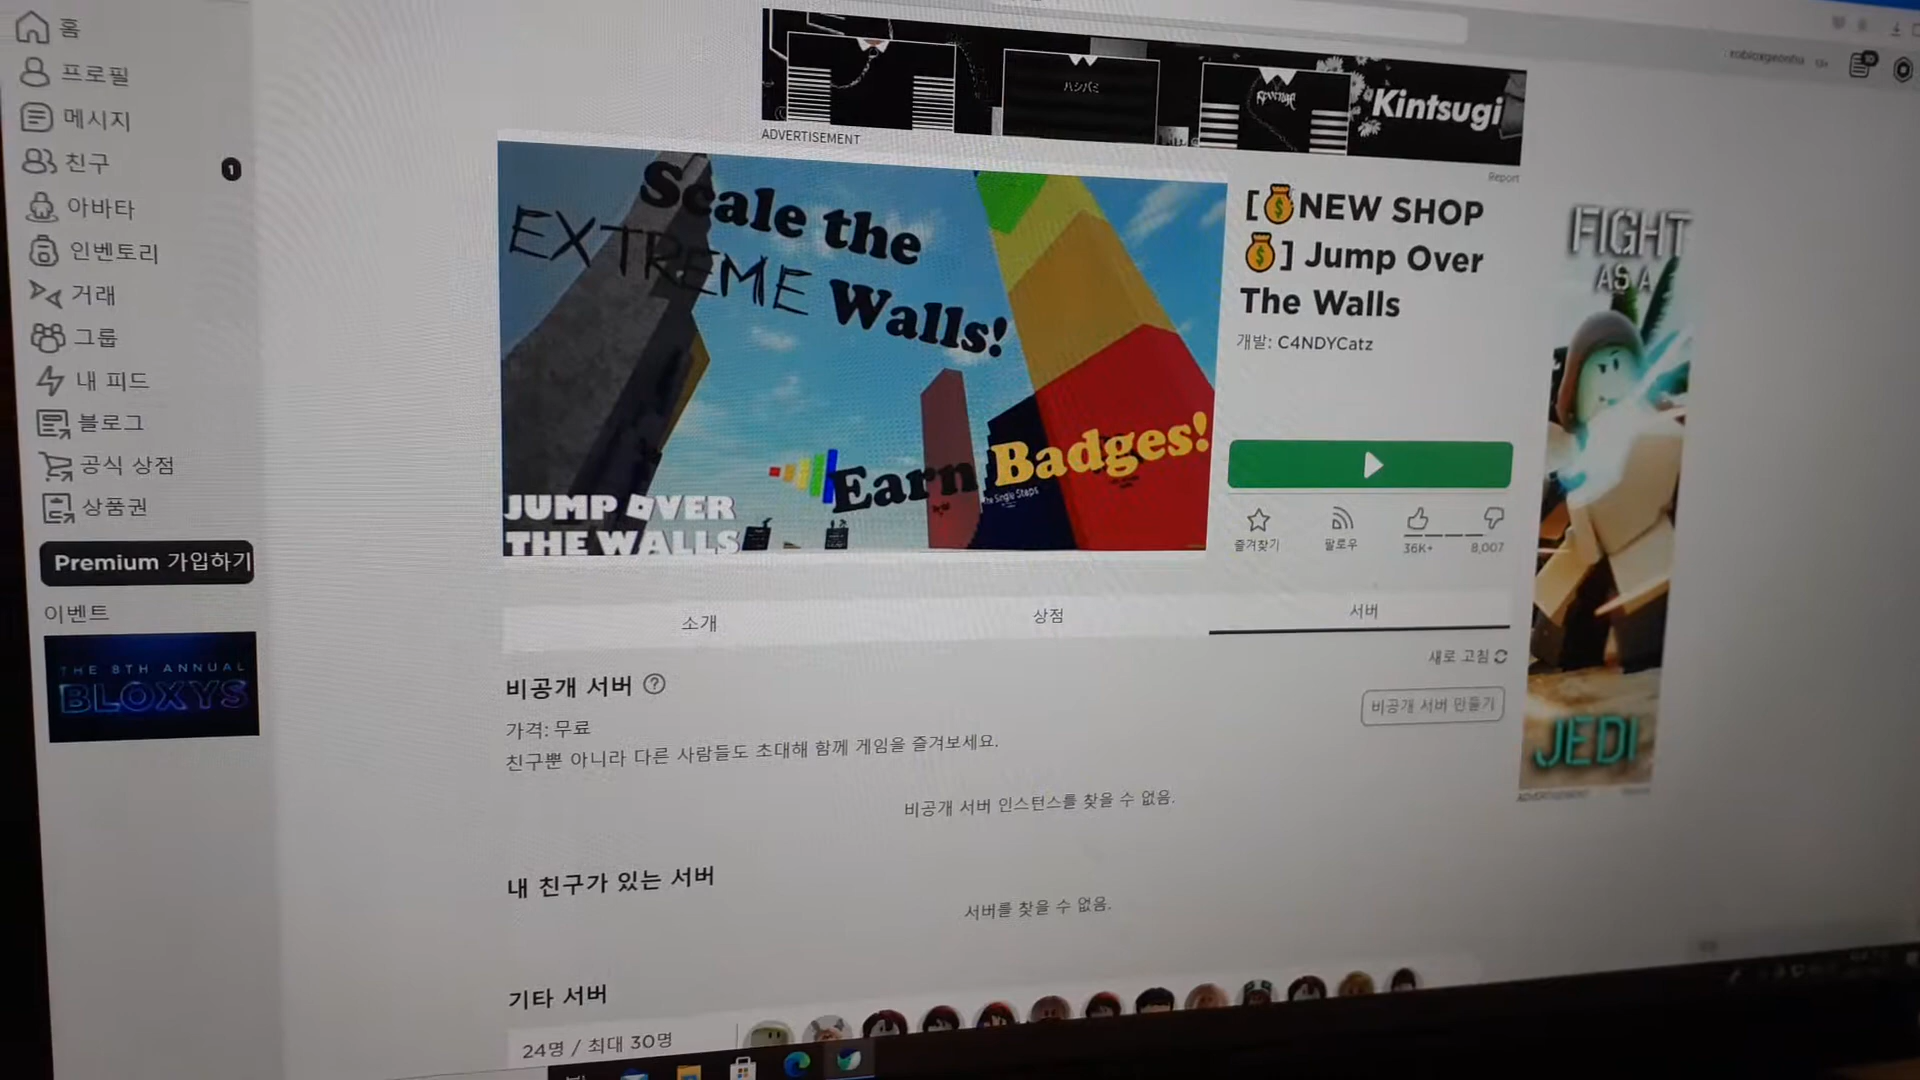 홈
프로필
메시지
친구
1
아바타
인벤토리
거래
그룹
내 피드
블로그
공식 상점
상품권
Premium 가입하기
이벤트
THE 8TH ANNUAL
BLOXYS
ハシバミ
Revenge
Kintsugi
ADVERTISEMENT
Report
Scale the
EXTREME Walls!
Earn Badges!
The Single Steps
JUMP OVER
THE WALLS
[💰NEW SHOP
💰] Jump Over
The Walls
개발: C4NDYCatz
즐겨찾기
팔로우
36K+
8,007
소개
상점
서버
새로 고침
비공개 서버
비공개 서버 만들기
가격: 무료
친구뿐 아니라 다른 사람들도 초대해 함께 게임을 즐겨보세요.
비공개 서버 인스턴스를 찾을 수 없음.
내 친구가 있는 서버
서버를 찾을 수 없음.
기타 서버
24명 / 최대 30명
FIGHT
AS A
JEDI
ADVERTISEMENT